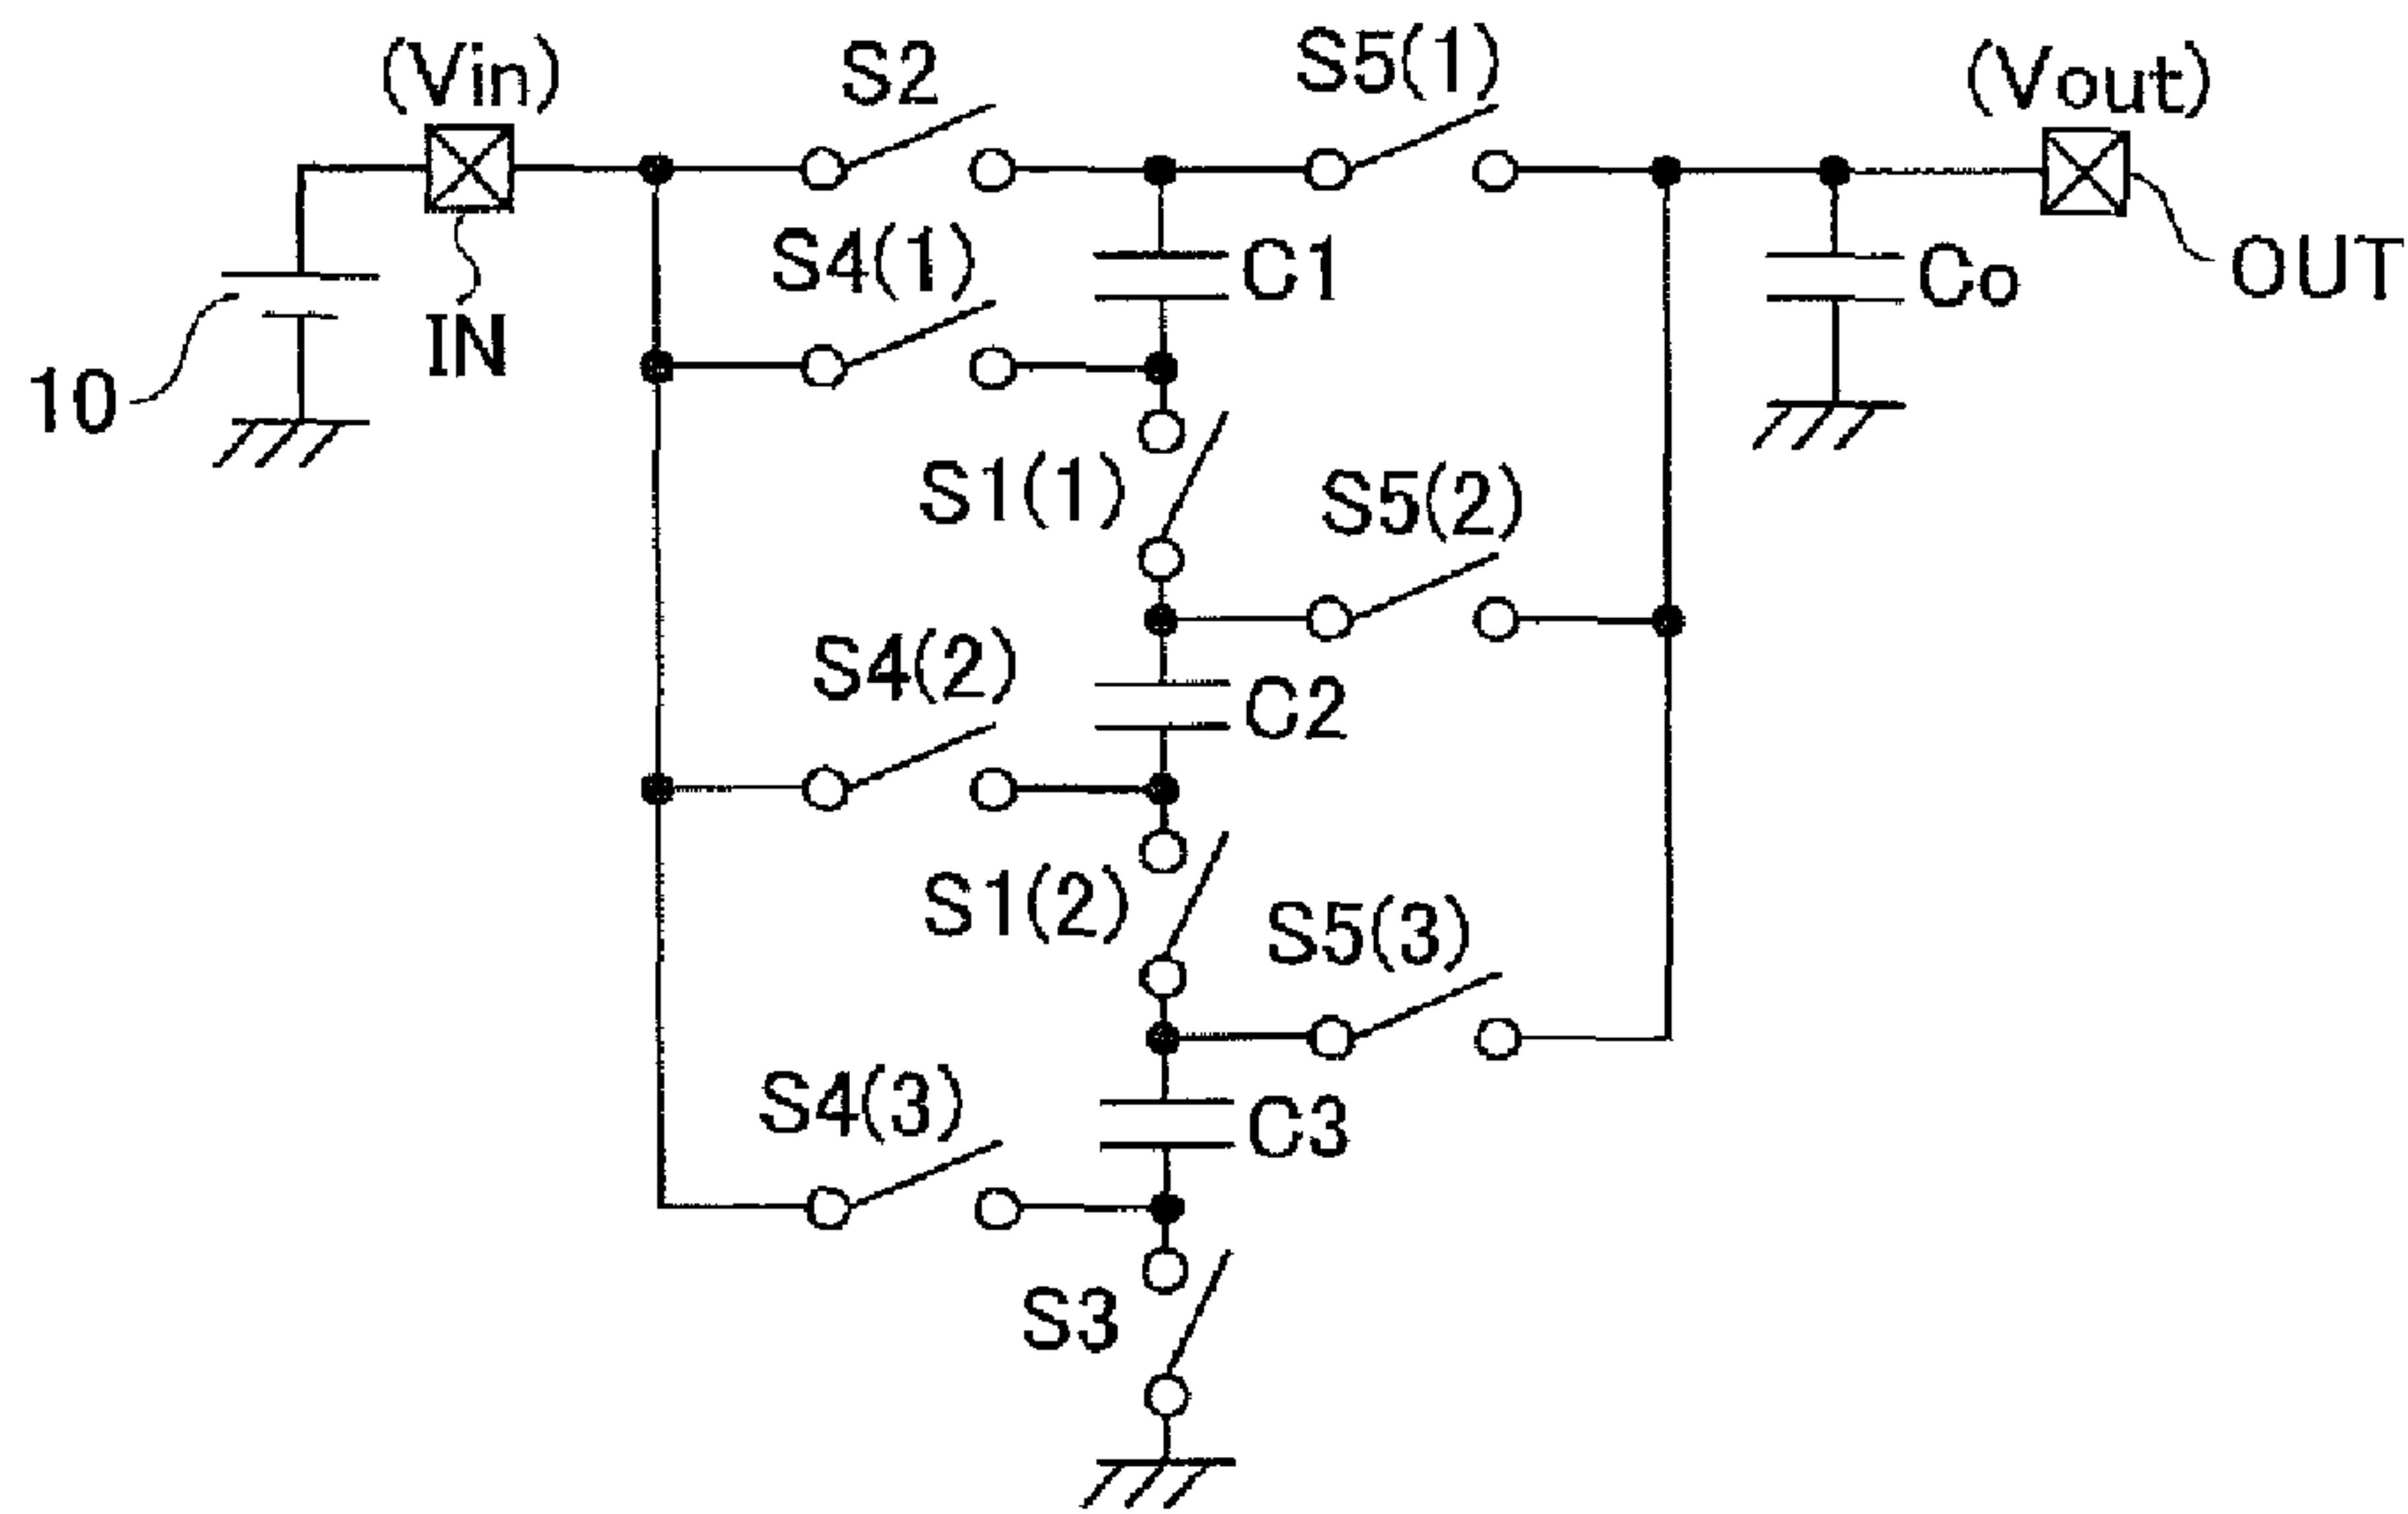 (Vin)
S2
S5(1)
(Vout)
S4(1)
C1
Co
OUT
10
IN
S1(1)
S5(2)
S4(2)
C2
S1(2)
S5(3)
S4(3)
C3
S3